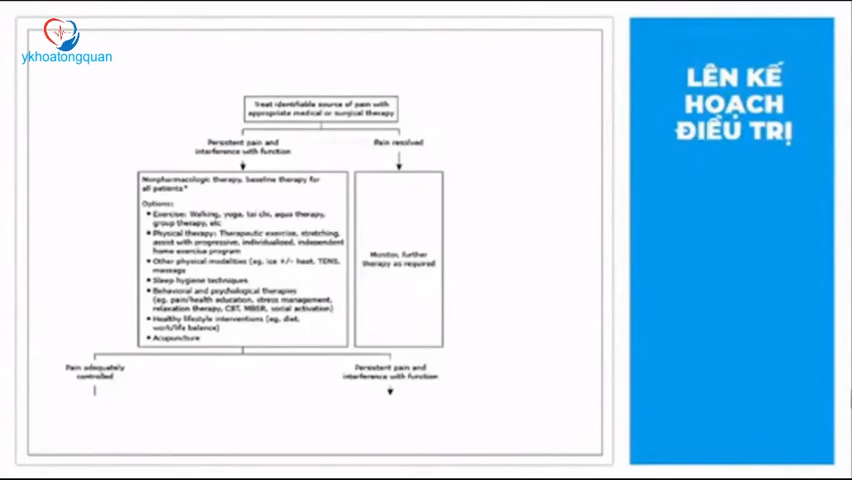 ykhoatongquan
LÊN KẾ
HOẠCH
ĐIỀU TRỊ
Treat identifiable source of pain with
appropriate medical or surgical therapy
Persistent pain and
interference with function
Pain resolved
Nonpharmacologic therapy, baseline therapy for
all patients*
Options:
▪ Exercise: Walking, yoga, tai chi, aqua therapy,
group therapy, etc
▪ Physical therapy: Therapeutic exercise, stretching,
assist with progressive, individualized, independent
home exercise program
▪ Other physical modalities (eg, ice +/- heat, TENS,
massage
▪ Sleep hygiene techniques
▪ Behavioral and psychological therapies
(eg, pain/health education, stress management,
relaxation therapy, CBT, MBSR, social activation)
▪ Healthy lifestyle interventions (eg, diet,
work/life balance)
▪ Acupuncture
Monitor, further
therapy as required
Pain adequately
controlled
Persistent pain and
interference with function